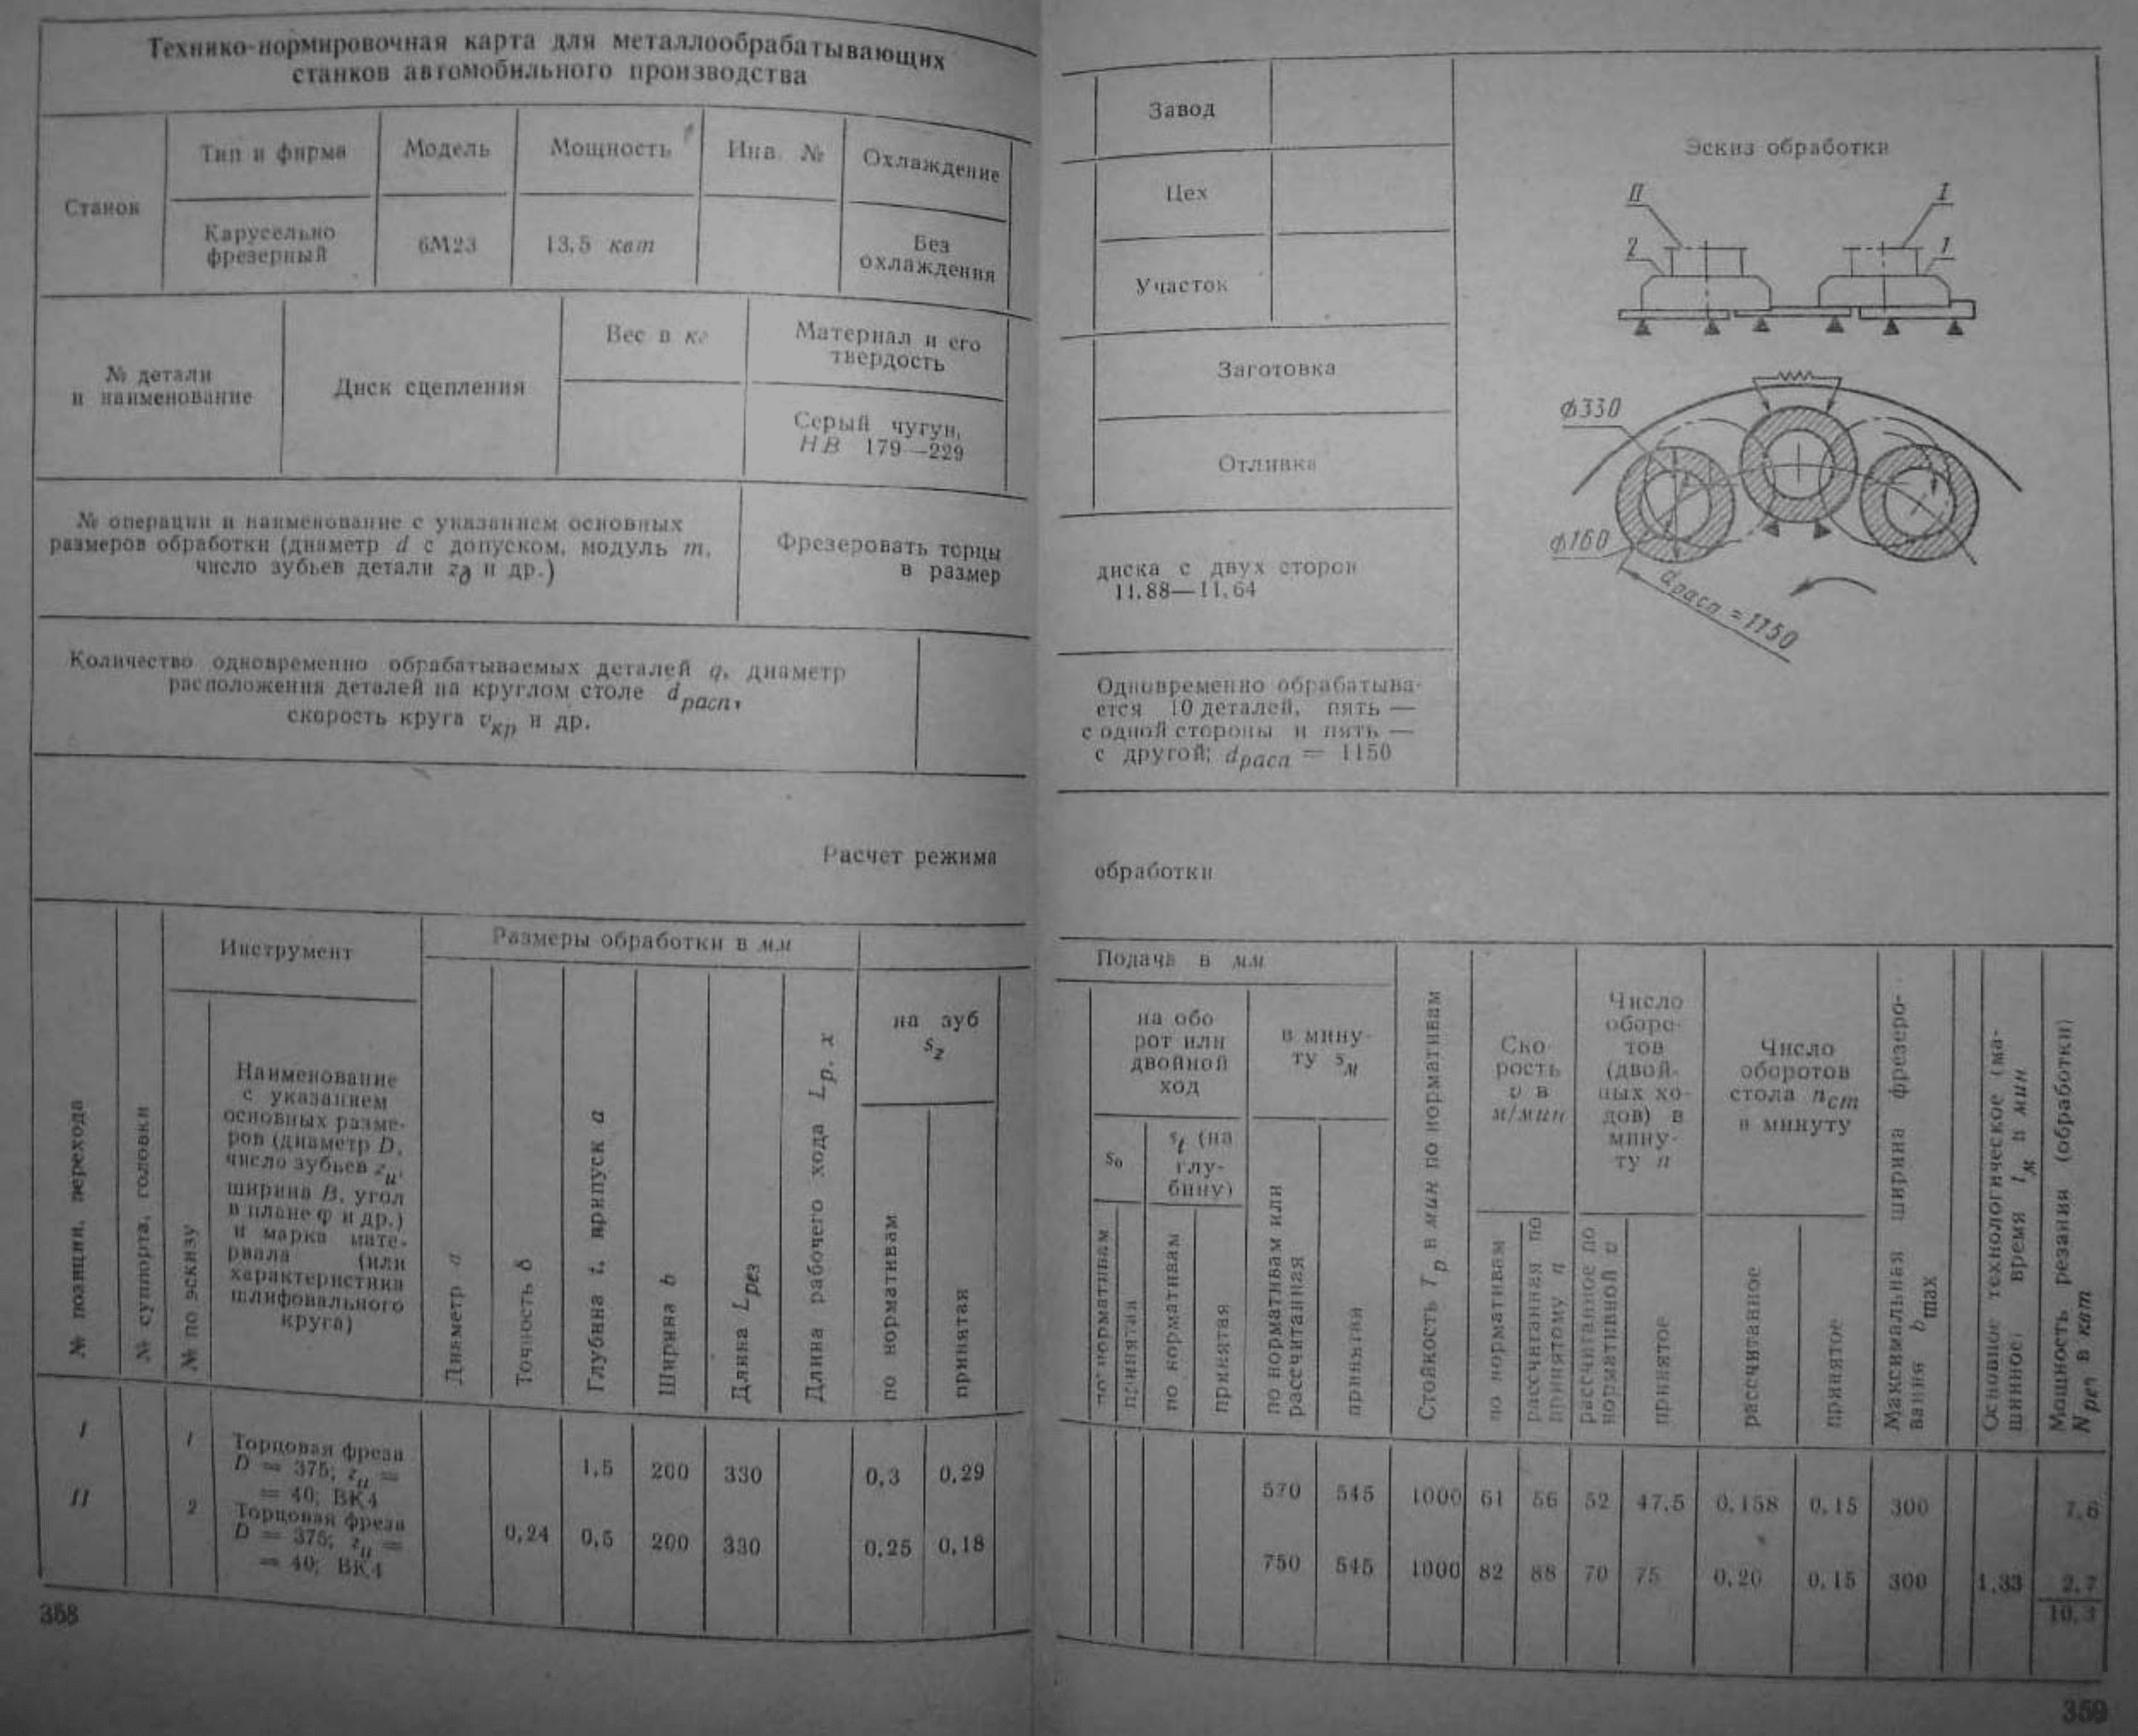 Технико-нормировочная карта для металлообрабатывающих
станков автомобильного производства
Станок
Тип и фирма
Модель
Мощность
Инв. №
Охлаждение
Карусельно
фрезерный
6М23
13,5 квт
Без
охлаждения
№ детали
и наименование
Диск сцепления
Вес в кг
Материал и его
твердость
Серый чугун,
НВ 179—229
№ операции и наименование с указанием основных
размеров обработки (диаметр d с допуском, модуль m,
число зубьев детали zд и др.)
Фрезеровать торцы
в размер
Количество одновременно обрабатываемых деталей q, диаметр
расположения деталей на круглом столе dрасп,
скорость круга vкр и др.
Расчет режима
Инструмент
Размеры обработки в мм
№ позиции, перехода
№ суппорта, головки
№ по эскизу
Наименование
с указанием
основных разме-
ров (диаметр D,
число зубьев zи,
ширина B, угол
в плане φ и др.)
и марка мате-
риала (или
характеристика
шлифовального
круга)
Диаметр d
Точность δ
Глубина t, припуск a
Ширина b
Длина Lрез
Длина рабочего хода Lр. х
на зуб
sz
по нормативам
принятая
I
1
Торцовая фреза
D = 375; zи =
= 40; ВК4
1,5
200
330
0,3
0,29
II
2
Торцовая фреза
D = 375; zи =
= 40; ВК4
0,24
0,5
200
330
0,25
0,18
358
Завод
Цех
Участок
Заготовка
Отливка
диска с двух сторон
11,88—11,64
Одновременно обрабатыва-
ется 10 деталей, пять —
с одной стороны и пять —
с другой; dрасп = 1150
Эскиз обработки
II
I
2
1
ф330
ф160
dрасп = 1150
обработки
Подача в мм
на обо
рот или
двойной
ход
в мину-
ту sм
s0
st (на
глу-
бину)
по нормативам
принятая
по нормативам
принятая
по нормативам или
рассчитанная
принятая
Стойкость Tр в мин по нормативам
Ско
рость
v в
м/мин
по нормативам
рассчитанная по
принятому n
Число
оборо-
тов
(двой-
ных хо-
дов) в
мину-
ту n
рассчитанное по
нормативной v
принятое
Число
оборотов
стола nст
в минуту
рассчитанное
принятое
Максимальная ширина фрезеро-
вания bmax
Основное технологическое (ма-
шинное) время tм в мин
Мощность резания (обработки)
Nрез в квт
570
545
1000
61
56
52
47,5
0,158
0,15
300
7,6
750
545
1000
82
88
70
75
0,20
0,15
300
1,33
2,7
10,3
359